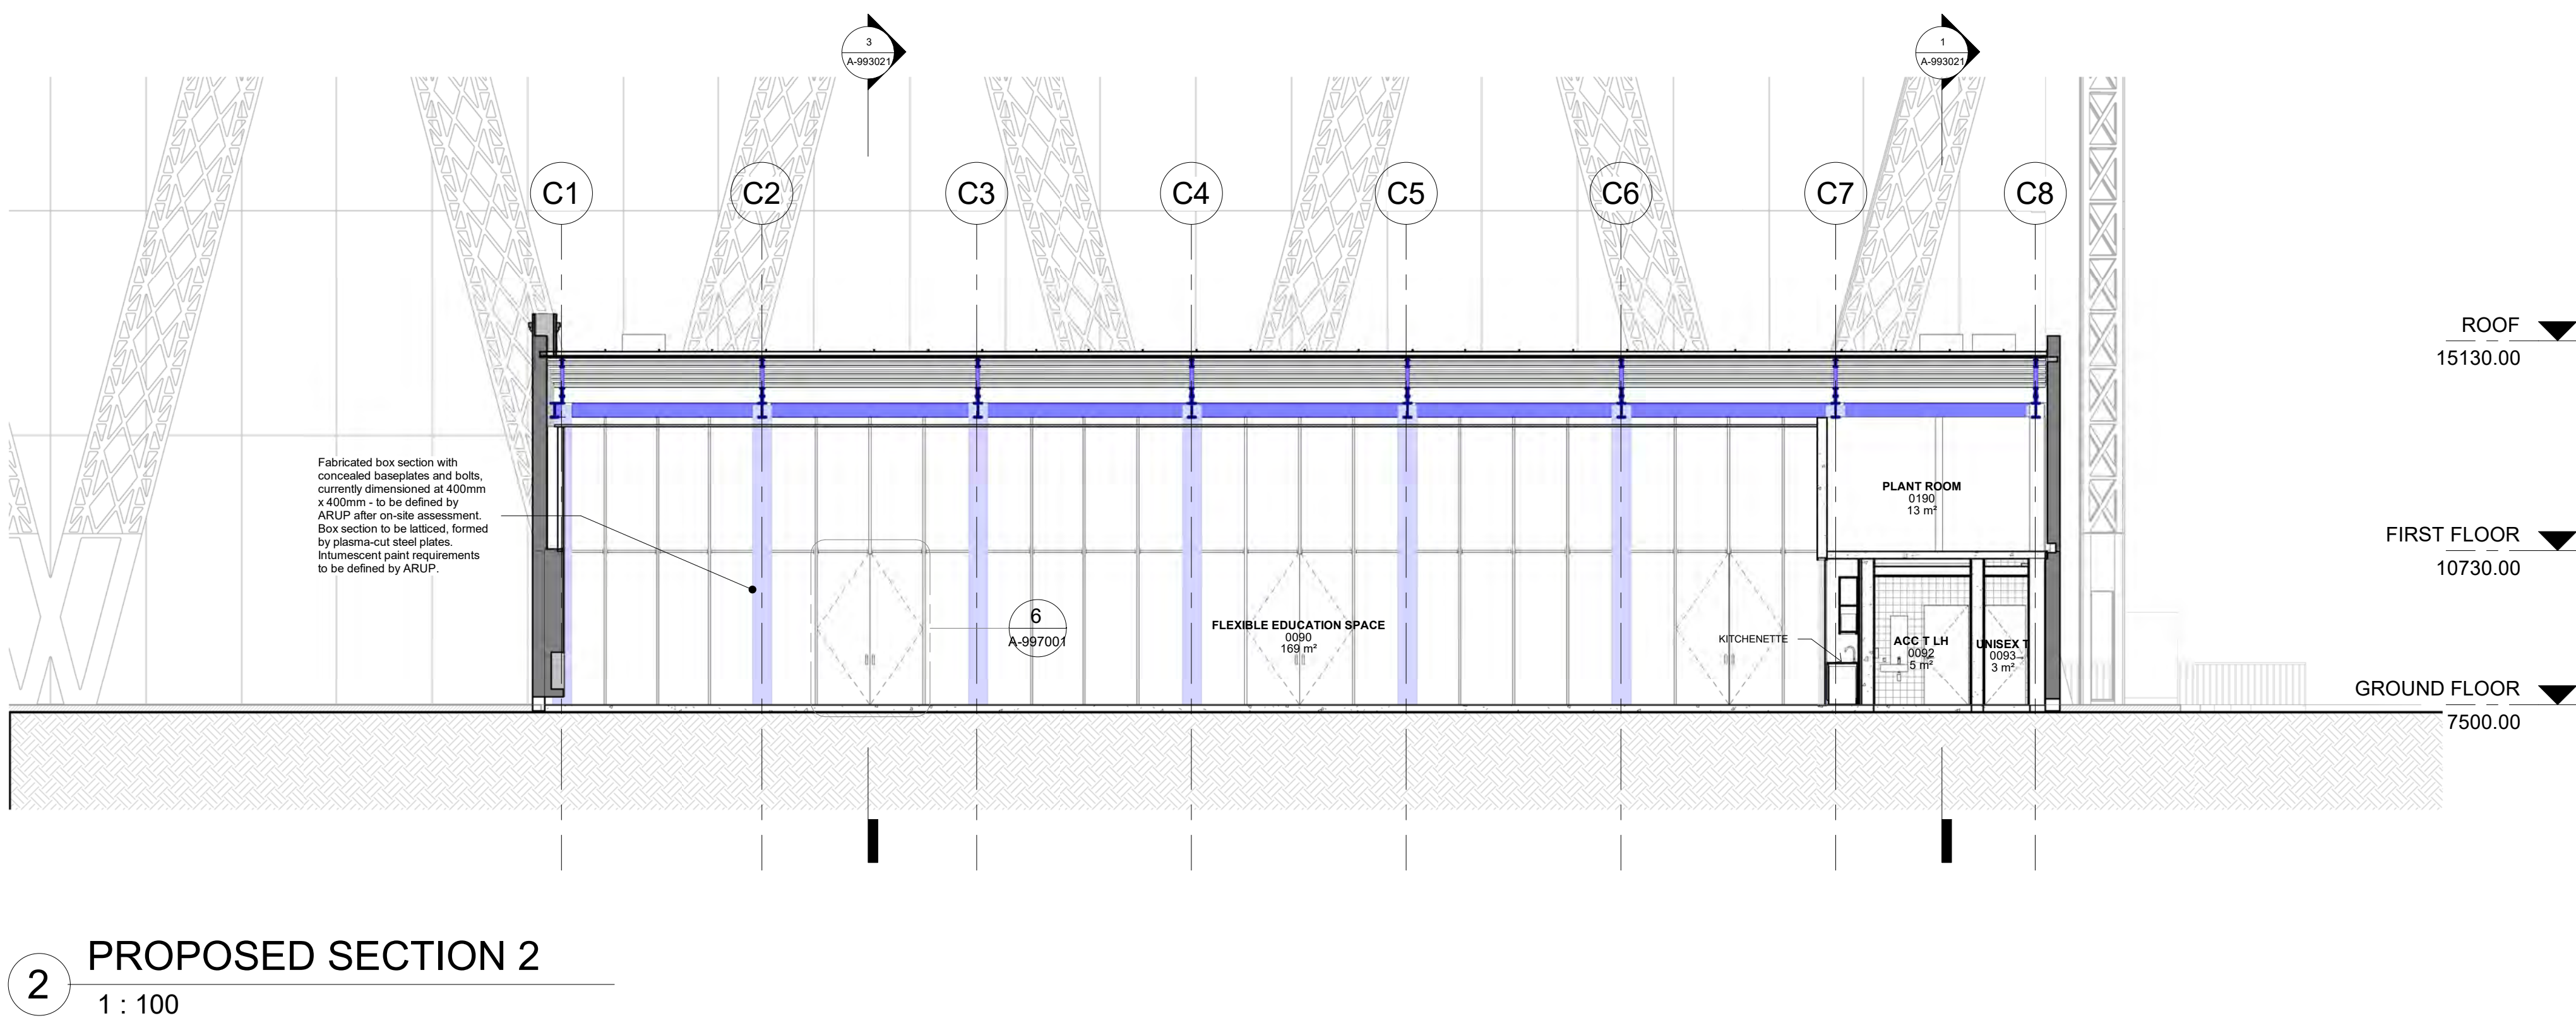 3
A-993021
1
A-993021
C1
C2
C3
C4
C5
C6
C7
C8
ROOF
15130.00
Fabricated box section with
concealed baseplates and bolts,
currently dimensioned at 400mm
x 400mm - to be defined by
ARUP after on-site assessment.
Box section to be latticed, formed
by plasma-cut steel plates.
Intumescent paint requirements
to be defined by ARUP.
PLANT ROOM
0190
13 m²
FIRST FLOOR
10730.00
6
A-997001
FLEXIBLE EDUCATION SPACE
0090
169 m²
KITCHENETTE
ACC T LH
0092
5 m²
UNISEX T
0093
3 m²
GROUND FLOOR
7500.00
2
PROPOSED SECTION 2
1 : 100